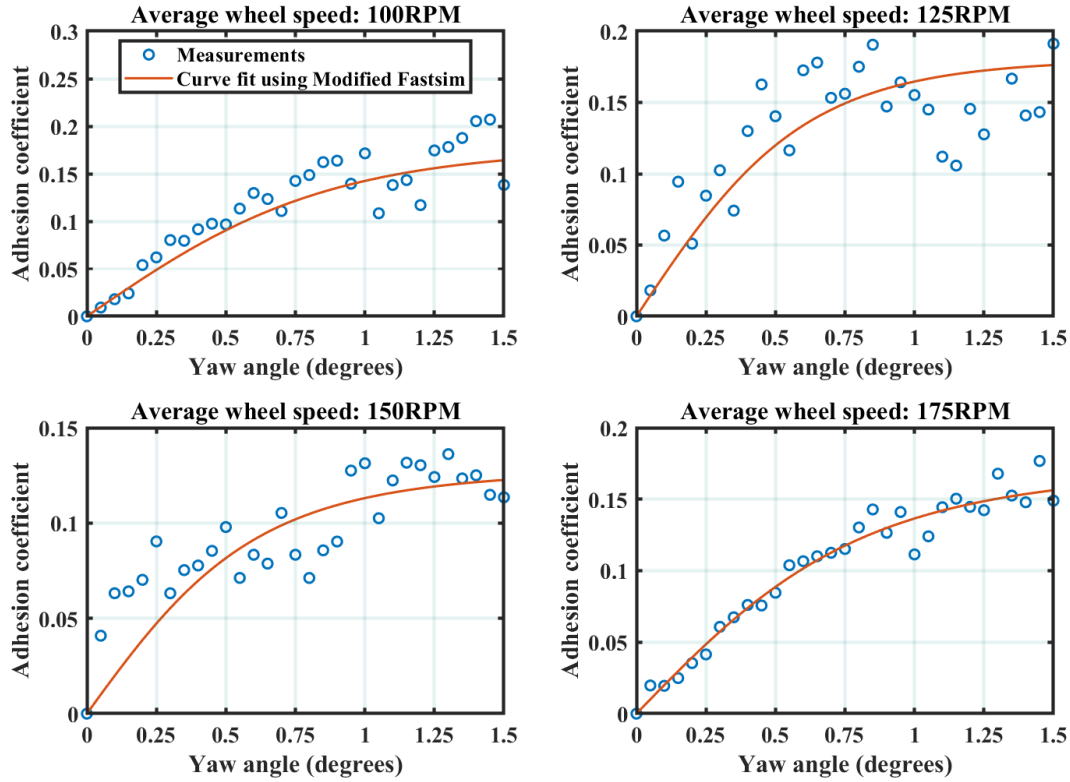 Average wheel speed: 100RPM
0.3
0.25
0.2
0.15
0.1
0.05
0
Adhesion coefficient
Measurements
Curve fit using Modified Fastsim
0 0.25 0.5 0.75 1 1.25 1.5
Yaw angle (degrees)
Average wheel speed: 125RPM
0.2
0.15
0.1
0.05
0
Adhesion coefficient
0 0.25 0.5 0.75 1 1.25 1.5
Yaw angle (degrees)
Average wheel speed: 150RPM
0.15
0.1
0.05
0
Adhesion coefficient
0 0.25 0.5 0.75 1 1.25 1.5
Yaw angle (degrees)
Average wheel speed: 175RPM
0.2
0.15
0.1
0.05
0
Adhesion coefficient
0 0.25 0.5 0.75 1 1.25 1.5
Yaw angle (degrees)